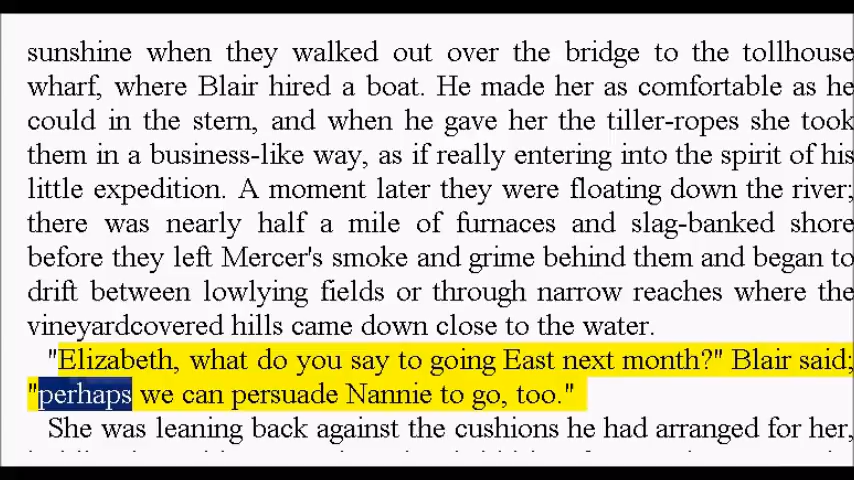 sunshine when they walked out over the bridge to the tollhouse
wharf, where Blair hired a boat. He made her as comfortable as he
could in the stern, and when he gave her the tiller-ropes she took
them in a business-like way, as if really entering into the spirit of his
little expedition. A moment later they were floating down the river;
there was nearly half a mile of furnaces and slag-banked shore
before they left Mercer's smoke and grime behind them and began to
drift between lowlying fields or through narrow reaches where the
vineyardcovered hills came down close to the water.
"Elizabeth, what do you say to going East next month?" Blair said;
"perhaps we can persuade Nannie to go, too."
She was leaning back against the cushions he had arranged for her,